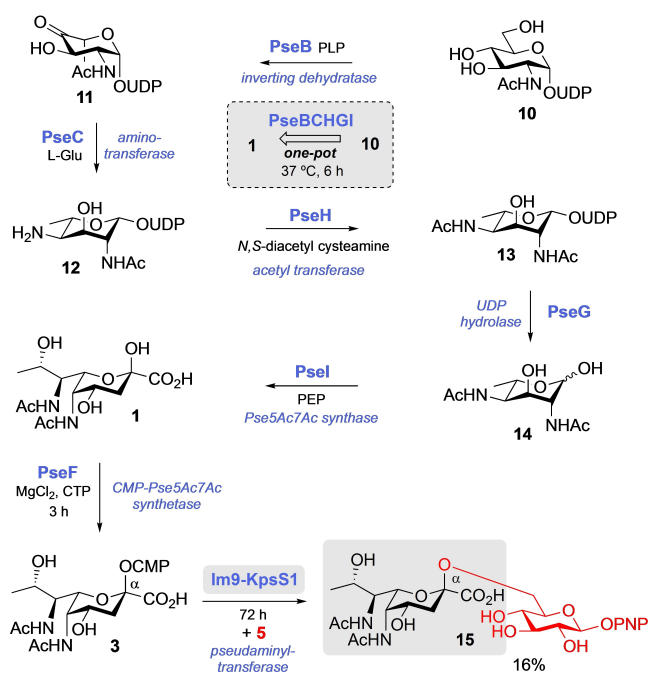 O
HO
O
AcHN
OUDP
11
PseB PLP
inverting dehydratase
HO
HO
HO
O
AcHN
OUDP
10
PseC
L-Glu
amino-
transferase
PseBCHGI
1
10
one-pot
37 ºC, 6 h
OH
O
OUDP
H2N
NHAc
12
PseH
N,S-diacetyl cysteamine
acetyl transferase
OH
O
OUDP
AcHN
NHAc
13
UDP
hydrolase
PseG
OH
OH
O
CO2H
AcHN
OH
AcHN
1
PseI
PEP
Pse5Ac7Ac synthase
OH
OH
O
AcHN
NHAc
14
PseF
MgCl2, CTP
3 h
CMP-Pse5Ac7Ac
synthetase
OH
OCMP
α
O
CO2H
AcHN
OH
AcHN
3
Im9-KpsS1
72 h
+ 5
pseudaminyl-
transferase
OH
O
α
O
CO2H
AcHN
OH
AcHN
15
HO
HO
O
OPNP
OH
16%